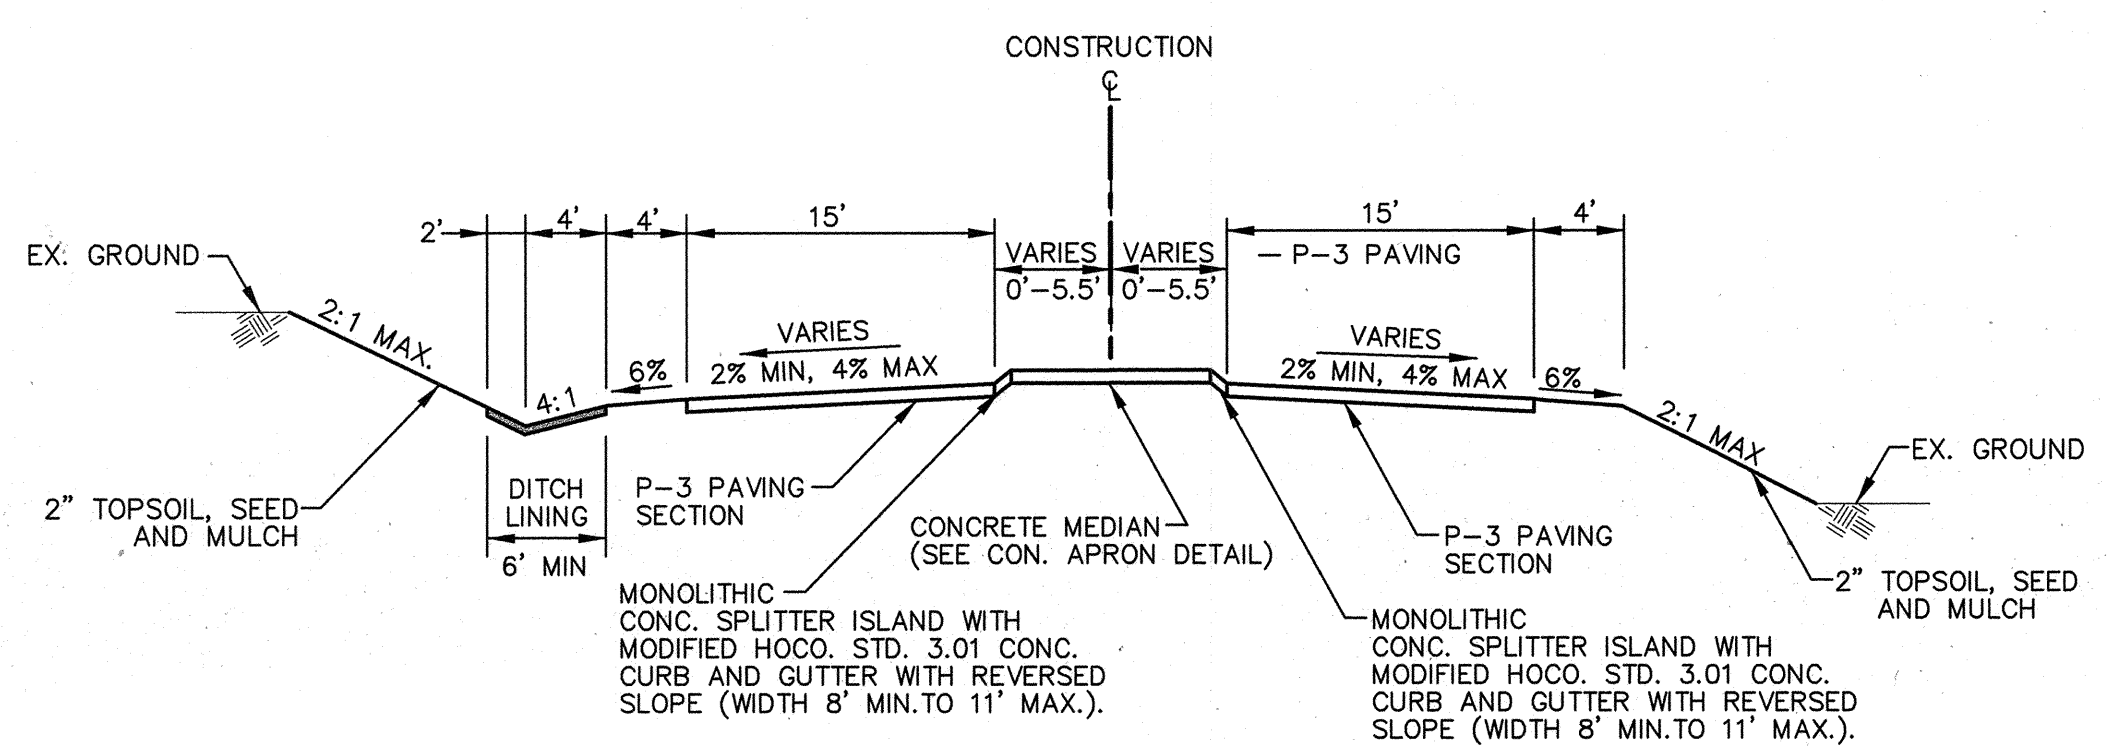 CONSTRUCTION
℄
2'
4'
4'
15'
VARIES
0'-5.5'
VARIES
0'-5.5'
15'
- P-3 PAVING
4'
EX. GROUND
2:1 MAX.
4:1
6%
VARIES
2% MIN, 4% MAX
VARIES
2% MIN, 4% MAX
6%
2:1 MAX
EX. GROUND
2" TOPSOIL, SEED
AND MULCH
DITCH
LINING
6' MIN
P-3 PAVING
SECTION
CONCRETE MEDIAN
(SEE CON. APRON DETAIL)
P-3 PAVING
SECTION
2" TOPSOIL, SEED
AND MULCH
MONOLITHIC
CONC. SPLITTER ISLAND WITH
MODIFIED HOCO. STD. 3.01 CONC.
CURB AND GUTTER WITH REVERSED
SLOPE (WIDTH 8' MIN.TO 11' MAX.).
MONOLITHIC
CONC. SPLITTER ISLAND WITH
MODIFIED HOCO. STD. 3.01 CONC.
CURB AND GUTTER WITH REVERSED
SLOPE (WIDTH 8' MIN.TO 11' MAX.).